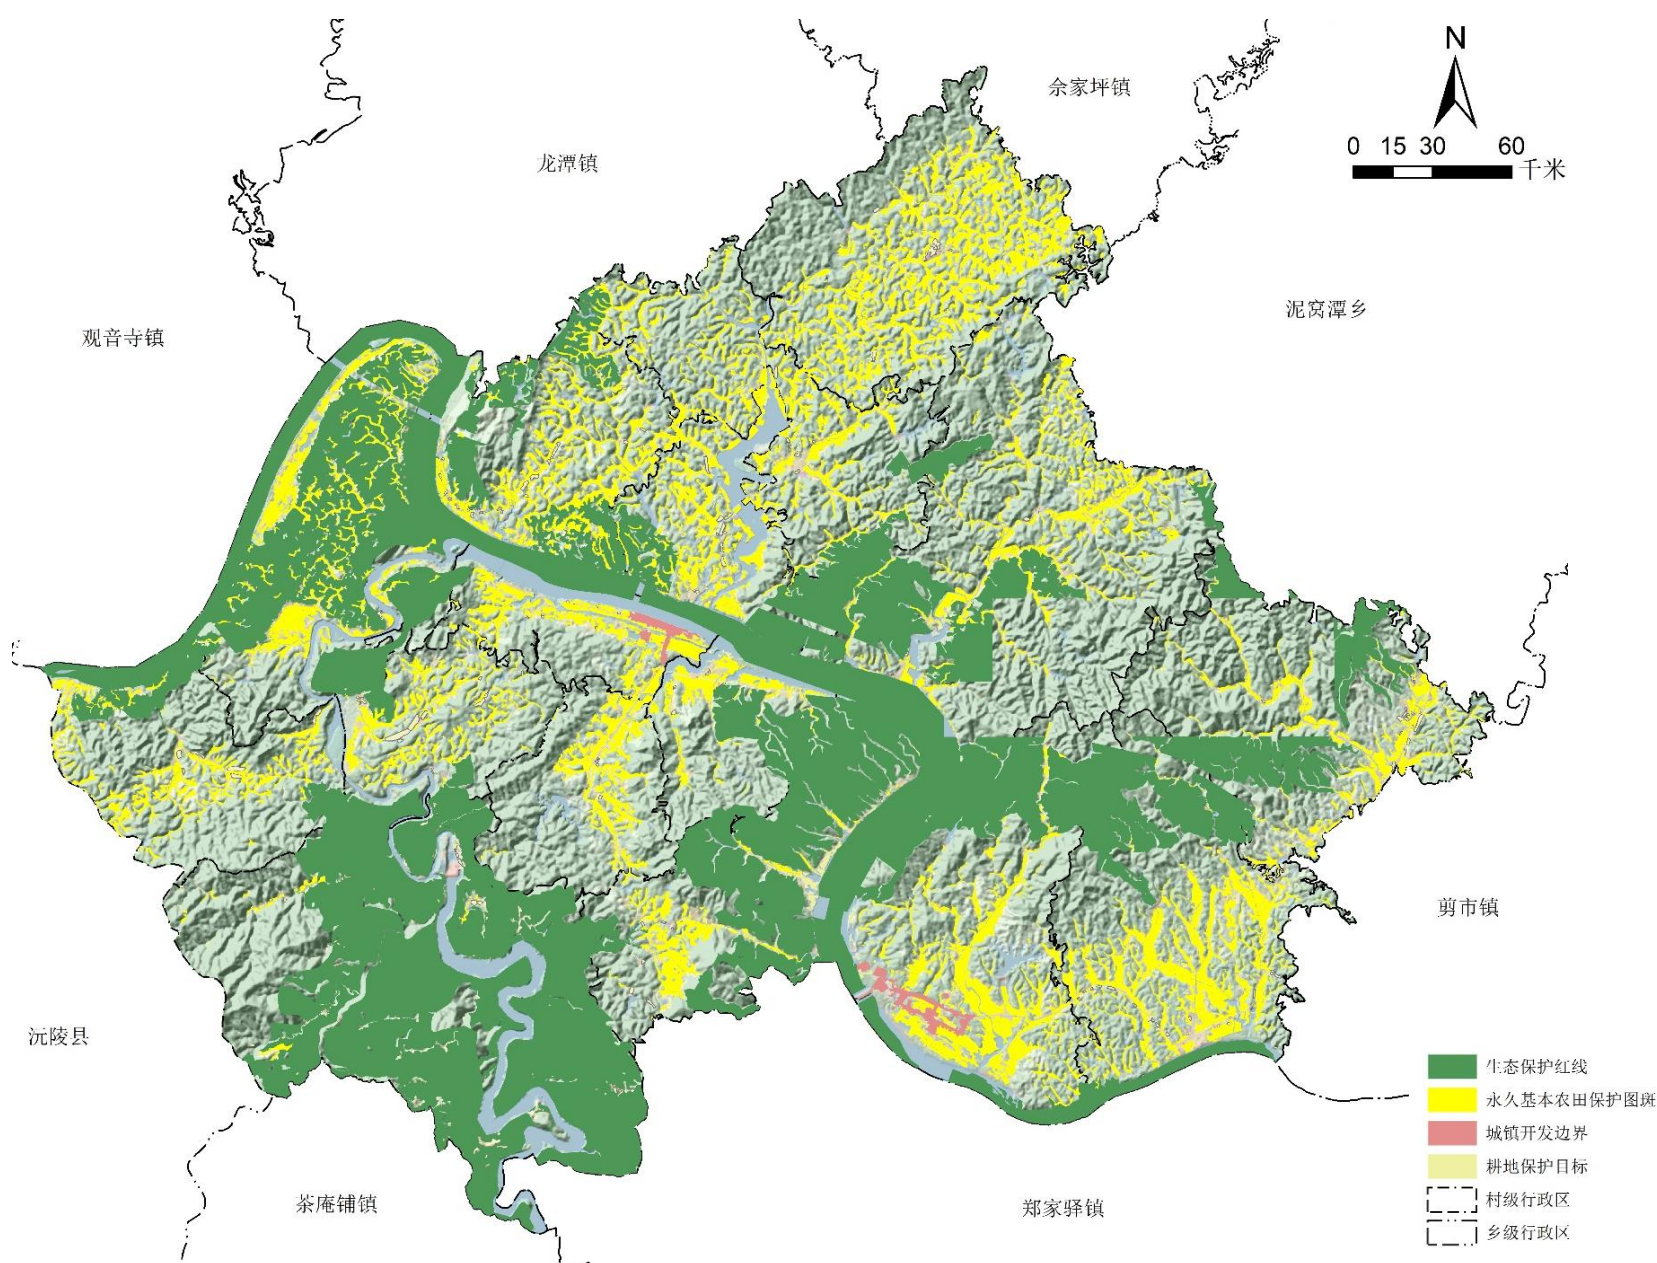 N
佘家坪镇
0 15 30 60
千米
龙潭镇
泥窝潭乡
观音寺镇
剪市镇
沅陵县
生态保护红线
永久基本农田保护图斑
城镇开发边界
耕地保护目标
村级行政区
乡级行政区
茶庵铺镇
郑家驿镇